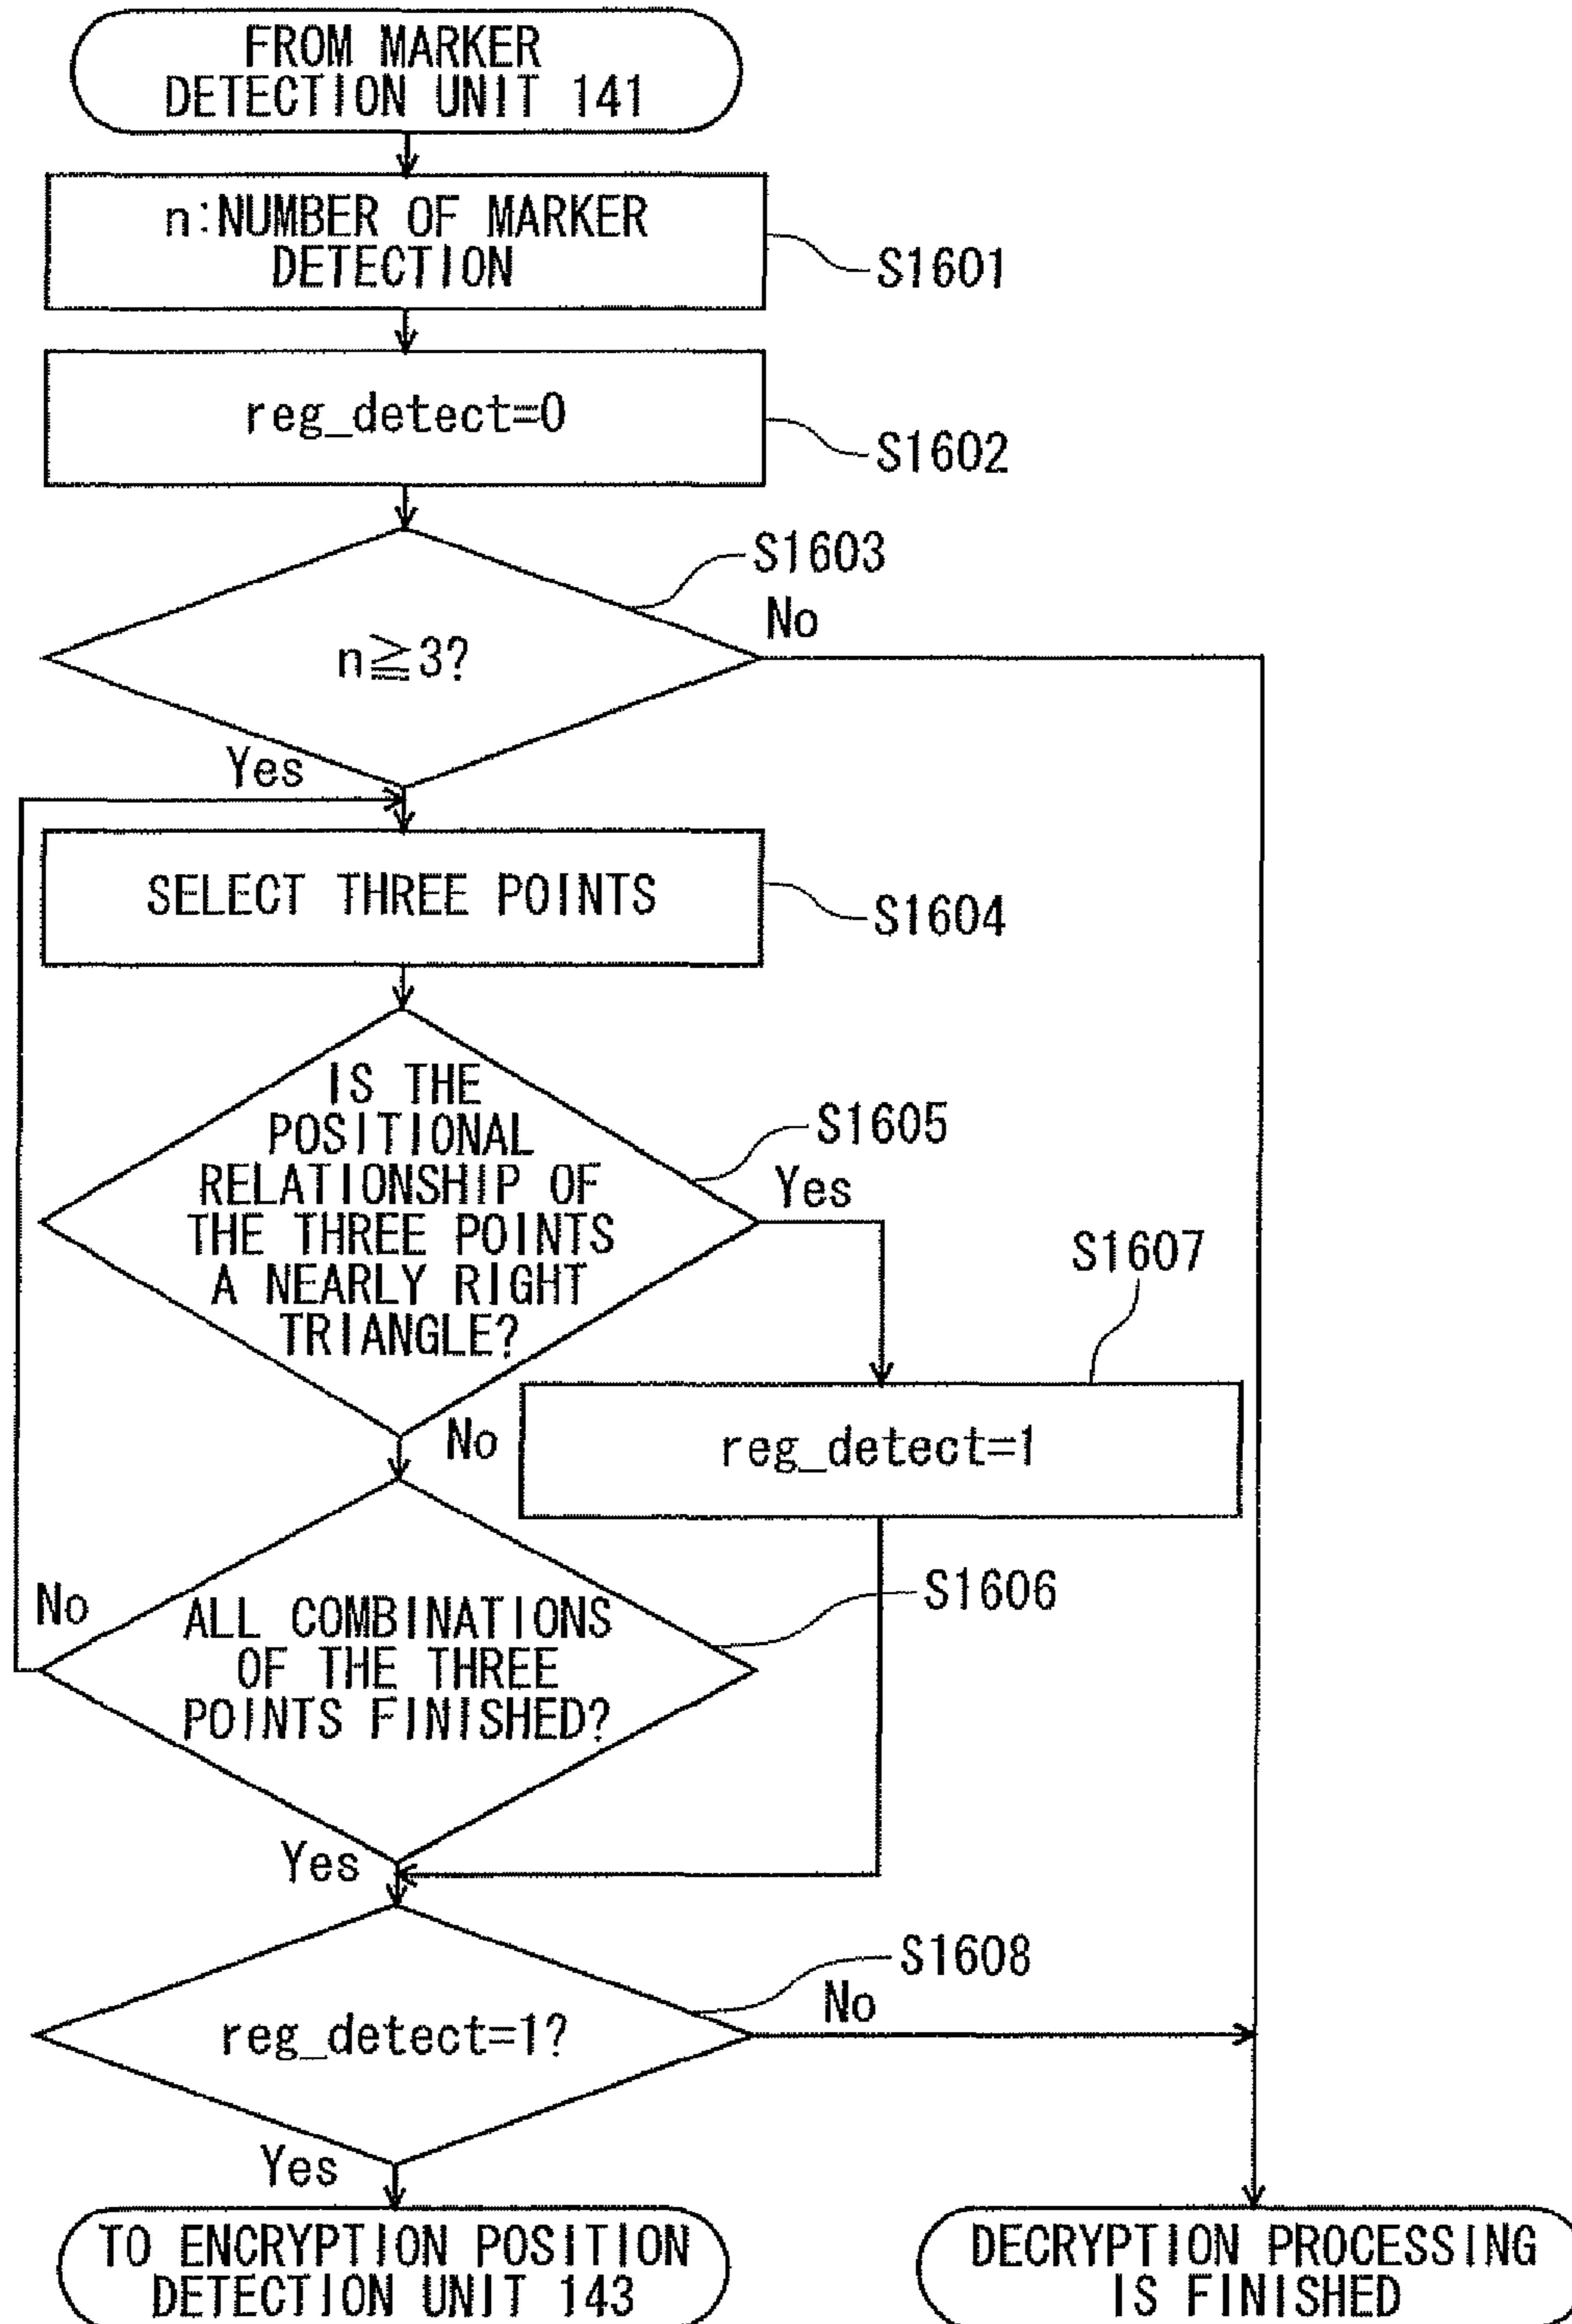 FROM MARKER
DETECTION UNIT 141
n:NUMBER OF MARKER
DETECTION
S1601
reg_detect=0
S1602
S1603
n≧3?
No
Yes
SELECT THREE POINTS
S1604
IS THE
POSITIONAL
RELATIONSHIP OF
THE THREE POINTS
A NEARLY RIGHT
TRIANGLE?
S1605
Yes
No
S1607
reg_detect=1
S1606
No
ALL COMBINATIONS
OF THE THREE
POINTS FINISHED?
Yes
S1608
reg_detect=1?
No
Yes
TO ENCRYPTION POSITION
DETECTION UNIT 143
DECRYPTION PROCESSING
IS FINISHED